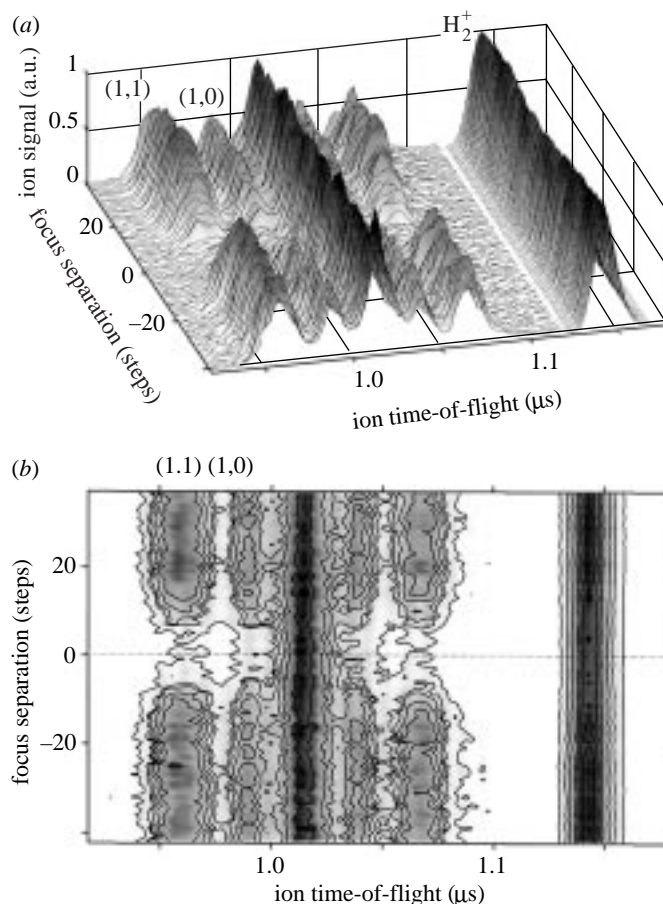 (a)
H₂⁺
ion signal (a.u.)
1
0.5
0
(1,1)
(1,0)
focus separation (steps)
20
0
−20
1.0
1.1
ion time-of-flight (μs)
(b)
(1.1) (1,0)
focus separation (steps)
20
0
−20
1.0
1.1
ion time-of-flight (μs)